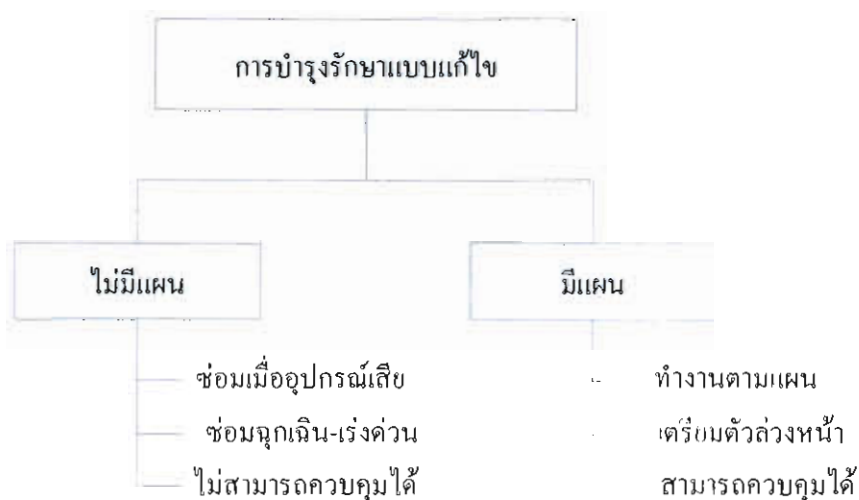 การบำรุงรักษาแบบแก้ไข
ไม่มีแผน
มีแผน
ซ่อมเมื่ออุปกรณ์เสีย
ซ่อมฉุกเฉิน-เร่งด่วน
ไม่สามารถควบคุมได้
ทำงานตามแผน
เตรียมตัวล่วงหน้า
สามารถควบคุมได้